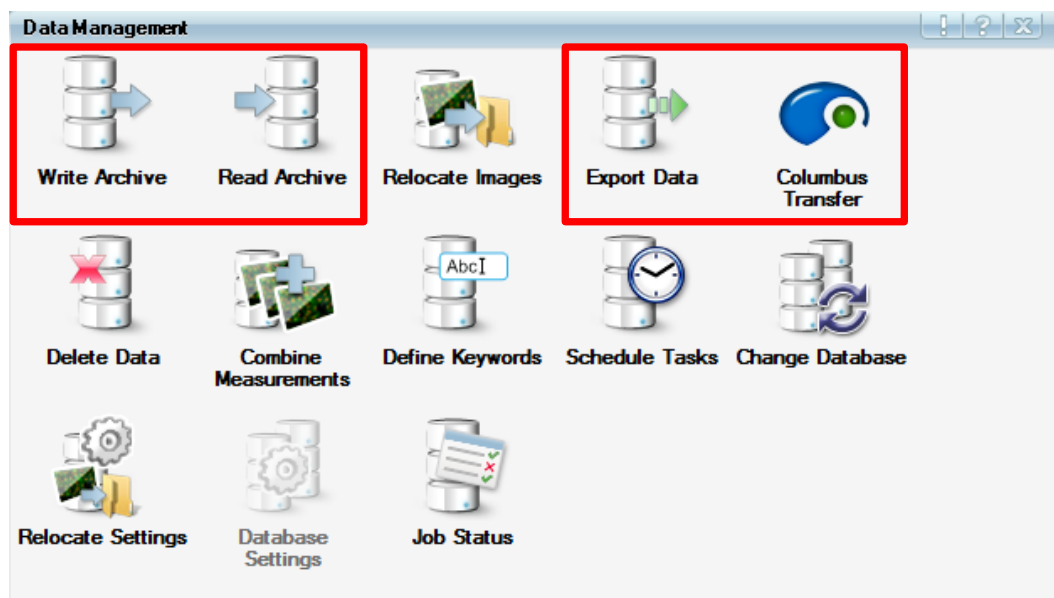 Data Management
! ? X
Write Archive
Read Archive
Relocate Images
Export Data
Columbus
Transfer
AbcI
Delete Data
Combine
Measurements
Define Keywords
Schedule Tasks
Change Database
Relocate Settings
Database
Settings
Job Status